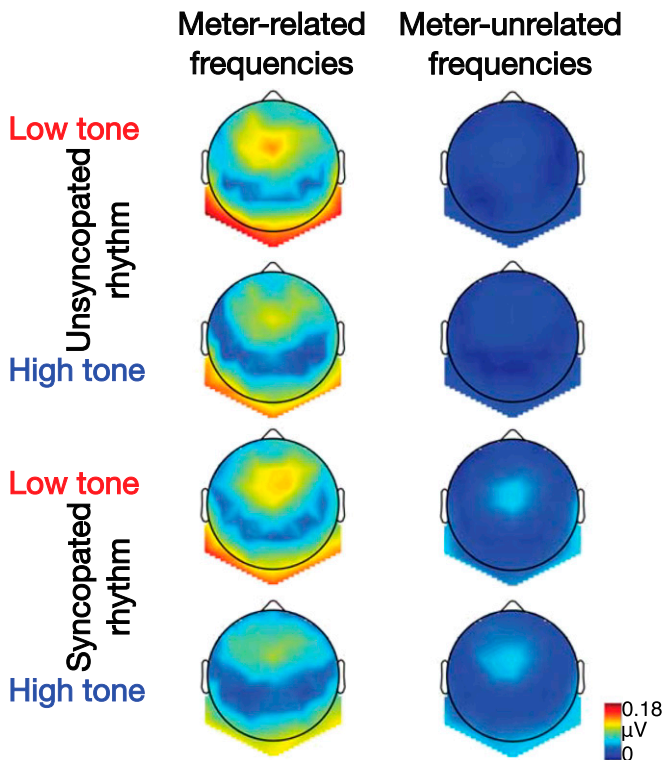 Meter-related Meter-unrelated
frequencies frequencies
Low tone
Unsyncopated
rhythm
High tone
Low tone
Syncopated
rhythm
High tone
0.18
µV
0